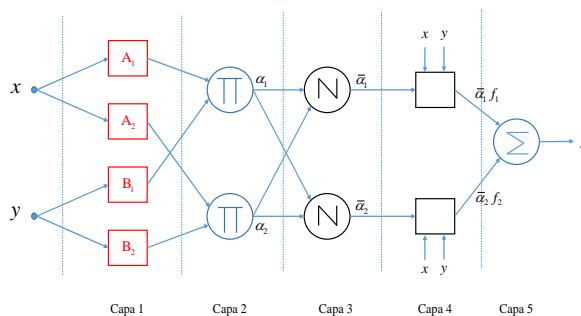 x y
A₁
∏ α₁
N ᾱ₁
x
A₂
ᾱ₁ f₁
∑
y
B₁
∏ α₂
N ᾱ₂
ᾱ₂ f₂
B₂
x y
Capa 1 Capa 2 Capa 3 Capa 4 Capa 5